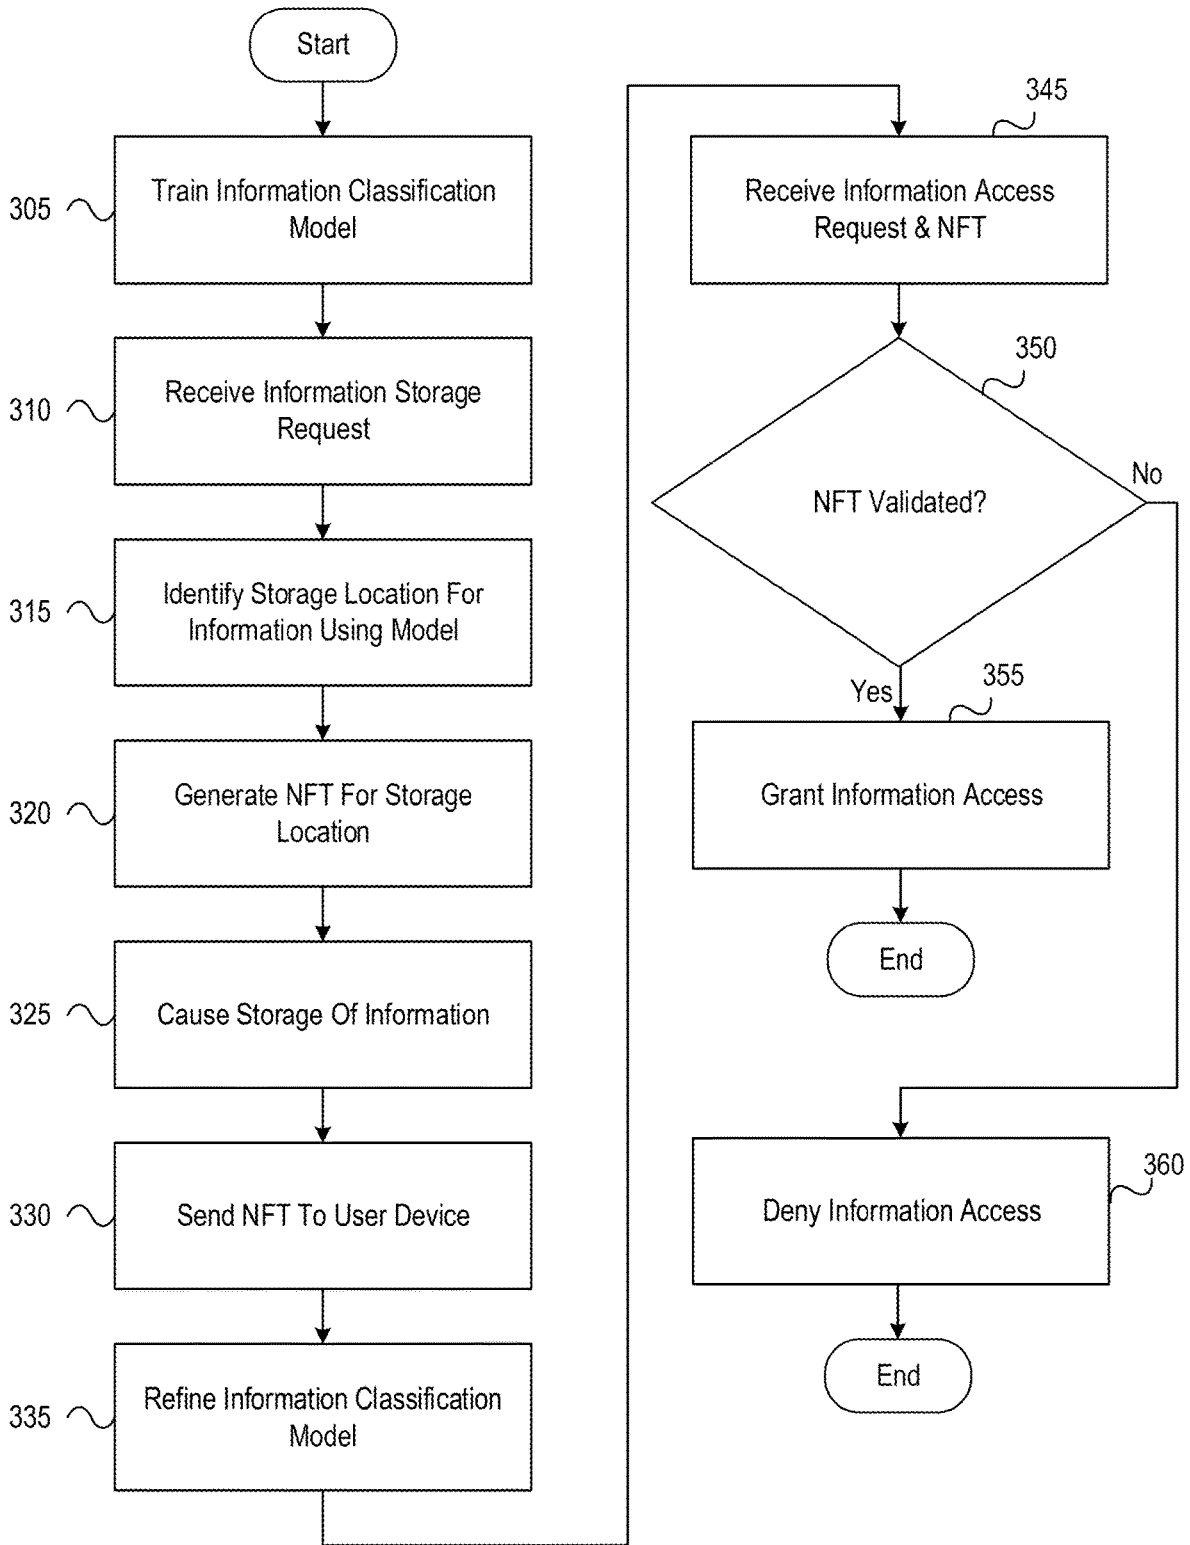 Start
305
Train Information Classification
Model
310
Receive Information Storage
Request
315
Identify Storage Location For
Information Using Model
320
Generate NFT For Storage
Location
325
Cause Storage Of Information
330
Send NFT To User Device
335
Refine Information Classification
Model
345
Receive Information Access
Request & NFT
350
NFT Validated?
No
Yes
355
Grant Information Access
End
360
Deny Information Access
End